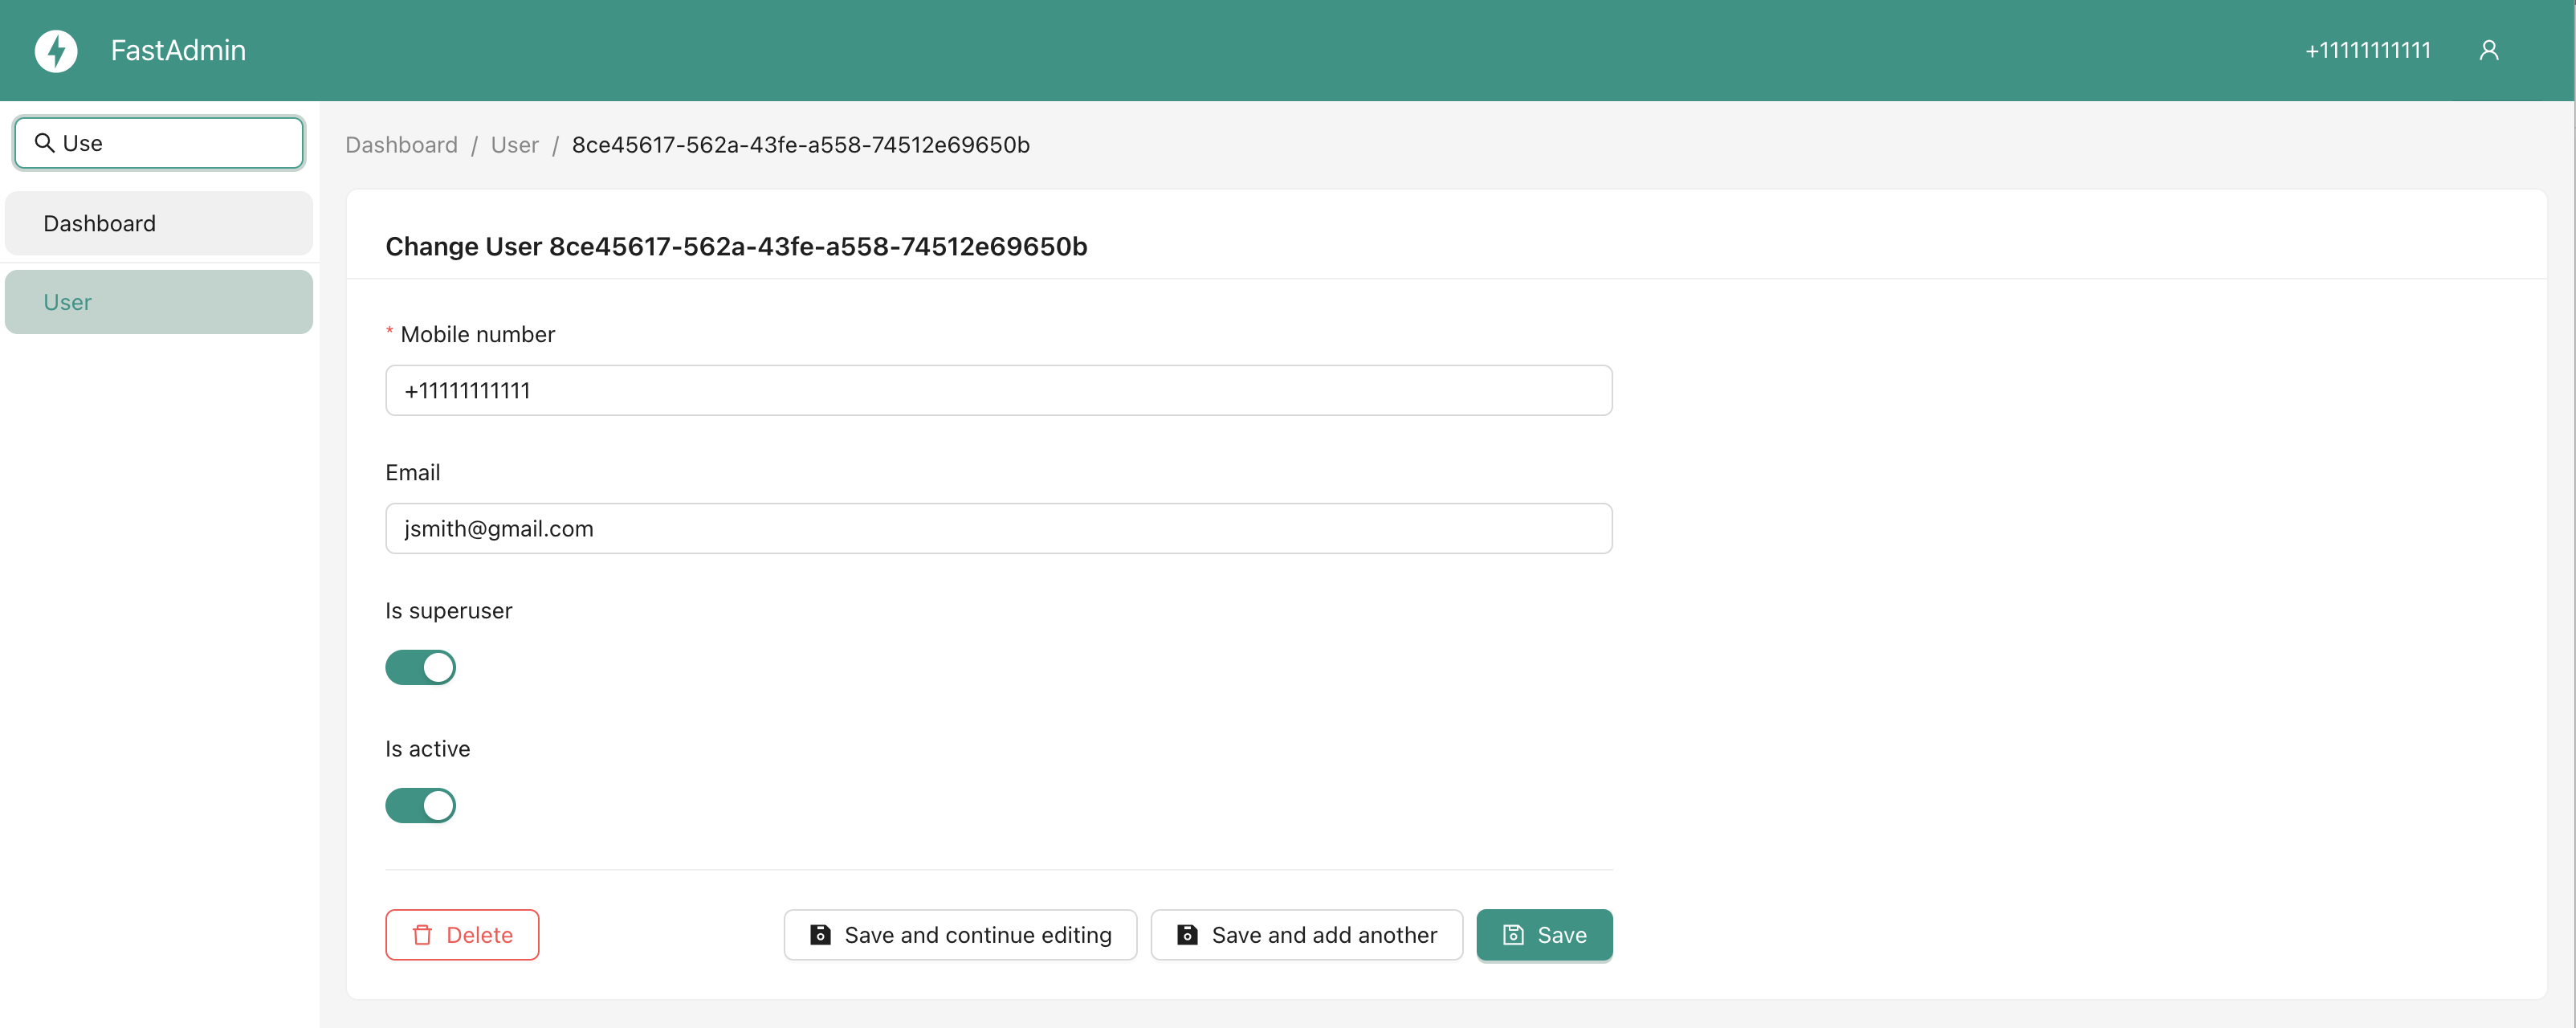 FastAdmin
+11111111111
Use
Dashboard
User
Dashboard / User / 8ce45617-562a-43fe-a558-74512e69650b
Change User 8ce45617-562a-43fe-a558-74512e69650b
* Mobile number
+11111111111
Email
jsmith@gmail.com
Is superuser
Is active
Delete
Save and continue editing
Save and add another
Save